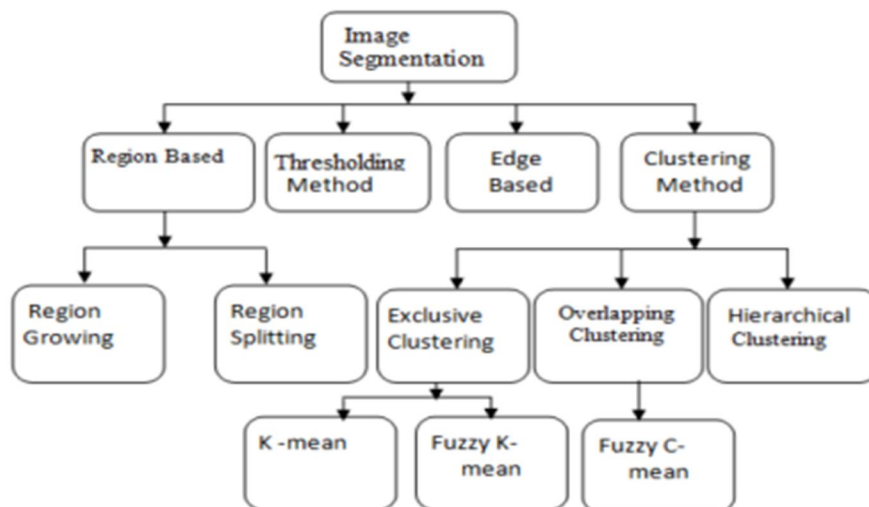 Image
Segmentation
Region Based
Thresholding
Method
Edge
Based
Clustering
Method
Region
Growing
Region
Splitting
Exclusive
Clustering
Overlapping
Clustering
Hierarchical
Clustering
K -mean
Fuzzy K-
mean
Fuzzy C-
mean